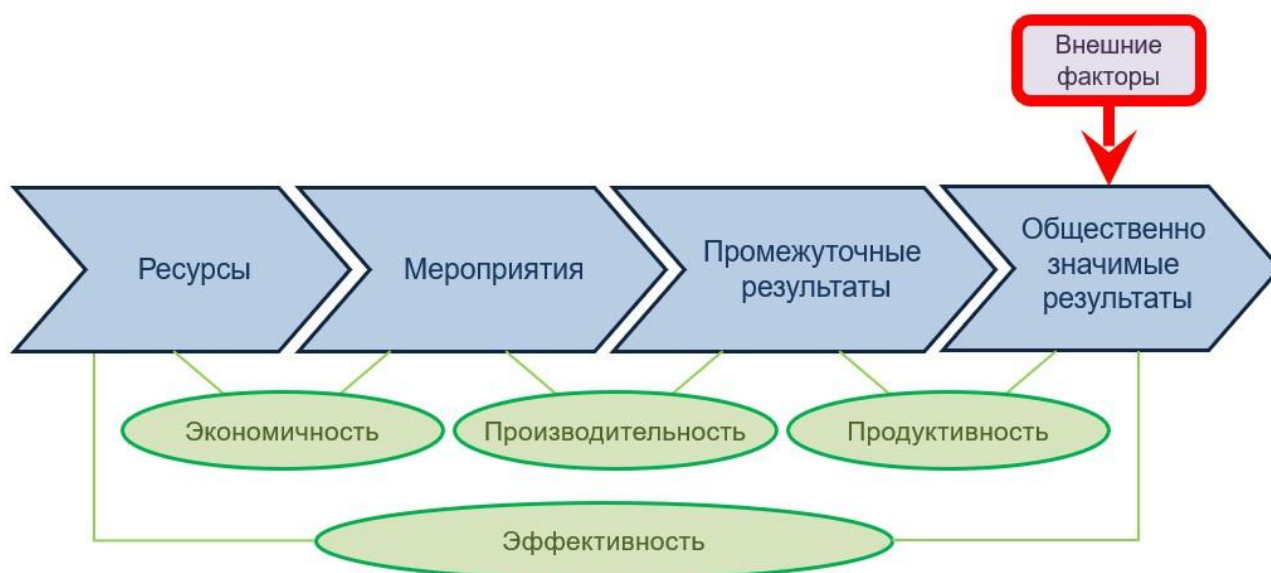 Внешние
факторы
Ресурсы
Мероприятия
Промежуточные
результаты
Общественно
значимые
результаты
Экономичность
Производительность
Продуктивность
Эффективность